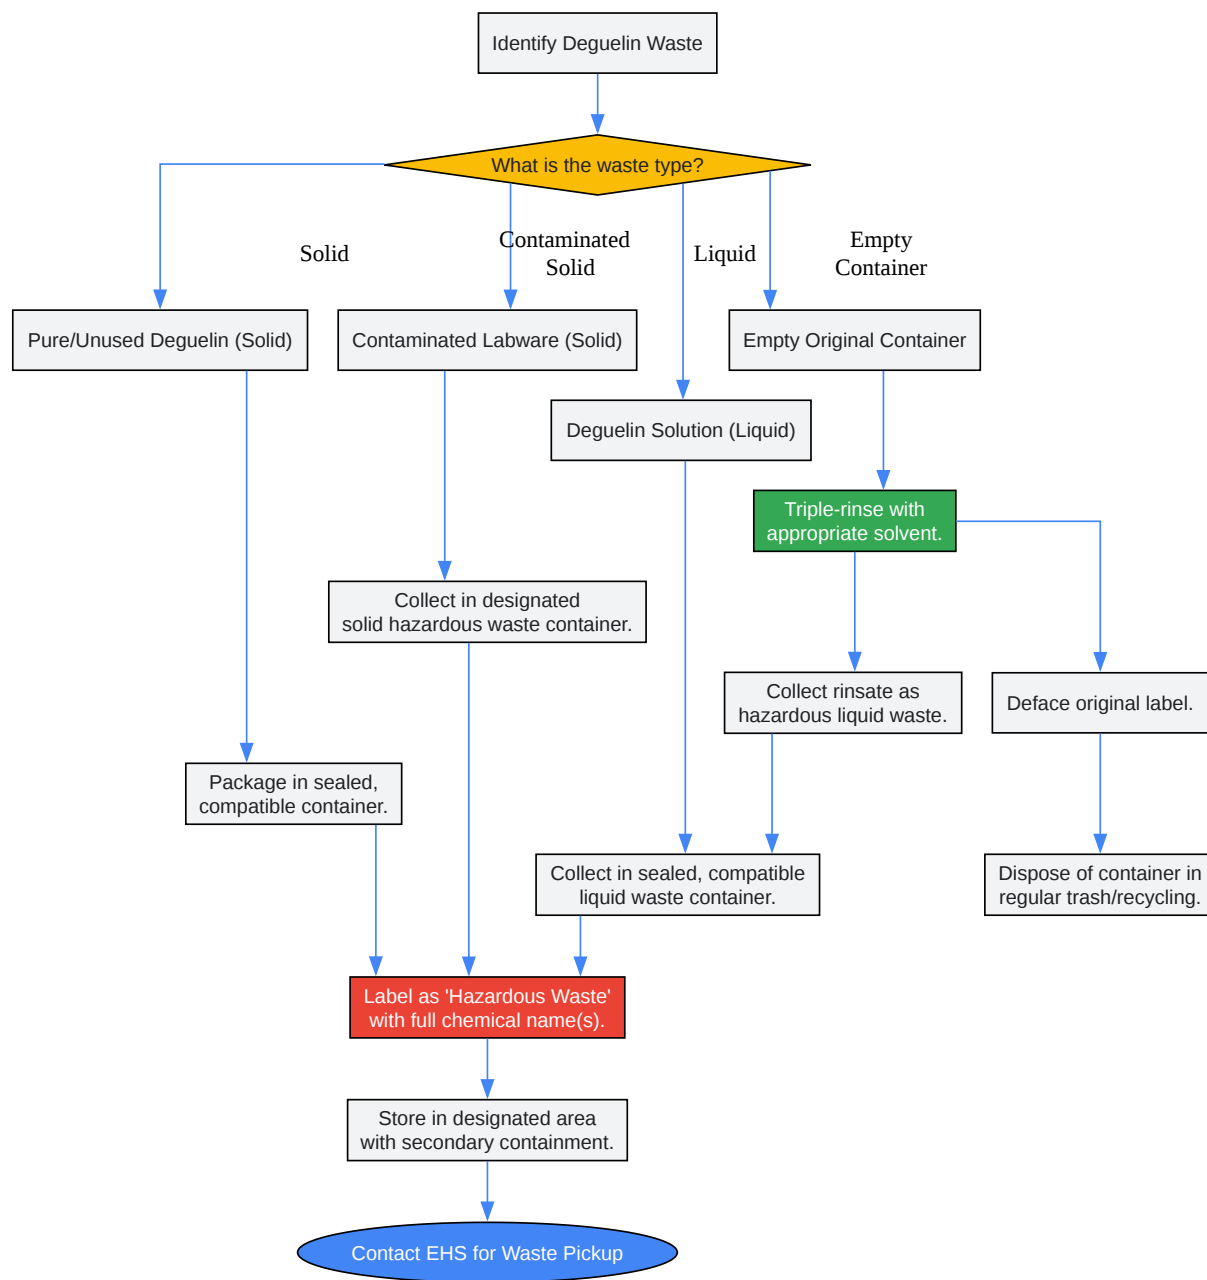 Identify Deguelin Waste
What is the waste type?
Solid
Contaminated
Solid
Liquid
Empty
Container
Pure/Unused Deguelin (Solid)
Contaminated Labware (Solid)
Empty Original Container
Deguelin Solution (Liquid)
Triple-rinse with
appropriate solvent.
Collect in designated
solid hazardous waste container.
Collect rinsate as
hazardous liquid waste.
Deface original label.
Package in sealed,
compatible container.
Collect in sealed, compatible
liquid waste container.
Dispose of container in
regular trash/recycling.
Label as 'Hazardous Waste'
with full chemical name(s).
Store in designated area
with secondary containment.
Contact EHS for Waste Pickup